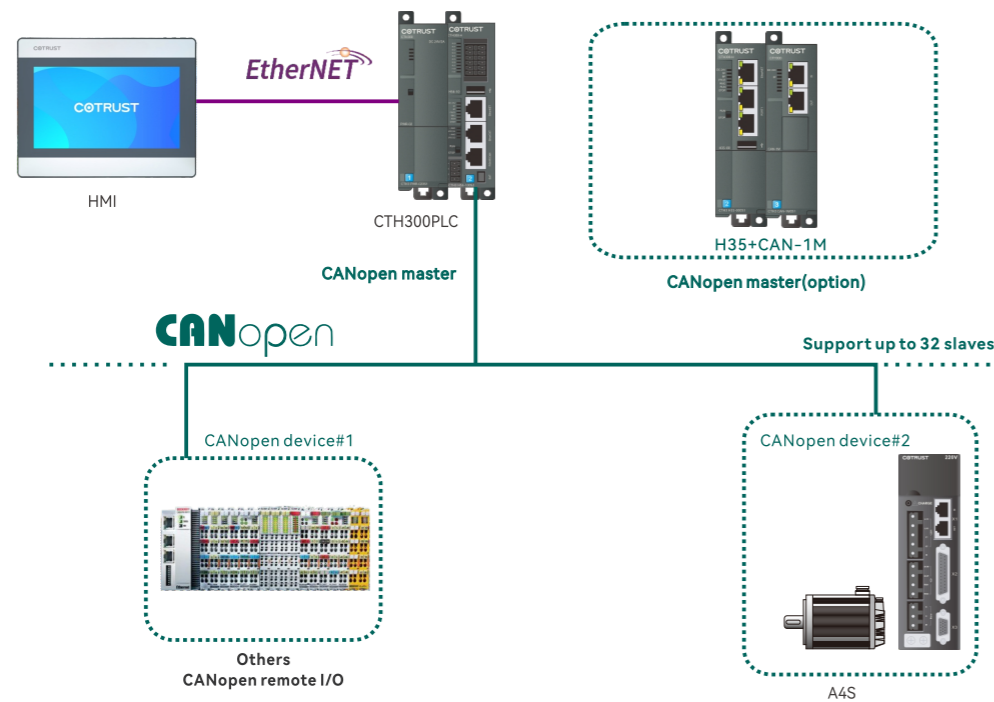 COTRUST
COTRUST
HMI
EtherNET
COTRUST
COTRUST
CTH300PLC
COTRUST
COTRUST
H35+CAN-1M
CANopen master(option)
CANopen master
CANopen
Support up to 32 slaves
CANopen device#1
Others
CANopen remote I/O
CANopen device#2
COTRUST 220V
A4S